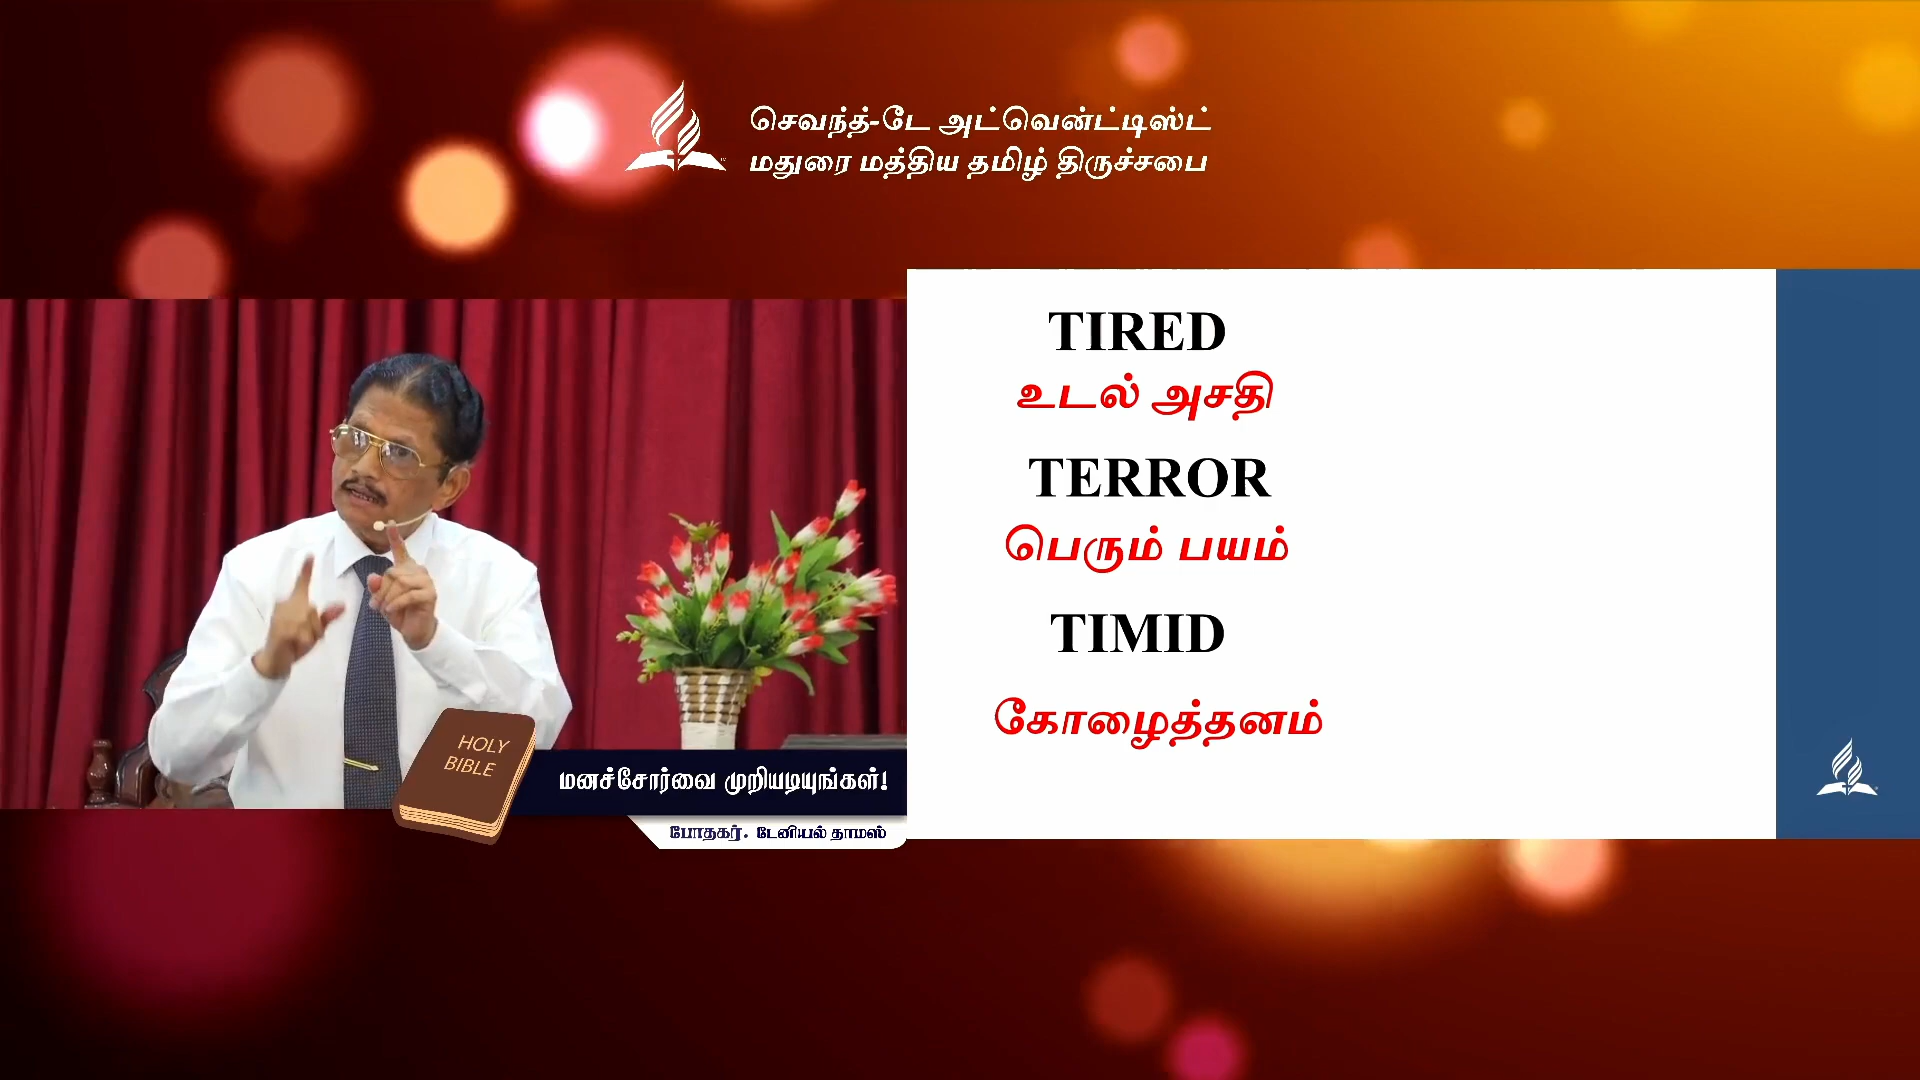 செவந்த்-டே அட்வென்ட்டிஸ்ட்
மதுரை மத்திய தமிழ் திருச்சபை
TIRED
உடல் அசதி
TERROR
பெரும் பயம்
TIMID
கோழைத்தனம்
HOLY
BIBLE
மனச்சோர்வை முறியடியுங்கள்!
போதகர். டேனியல் தாமஸ்